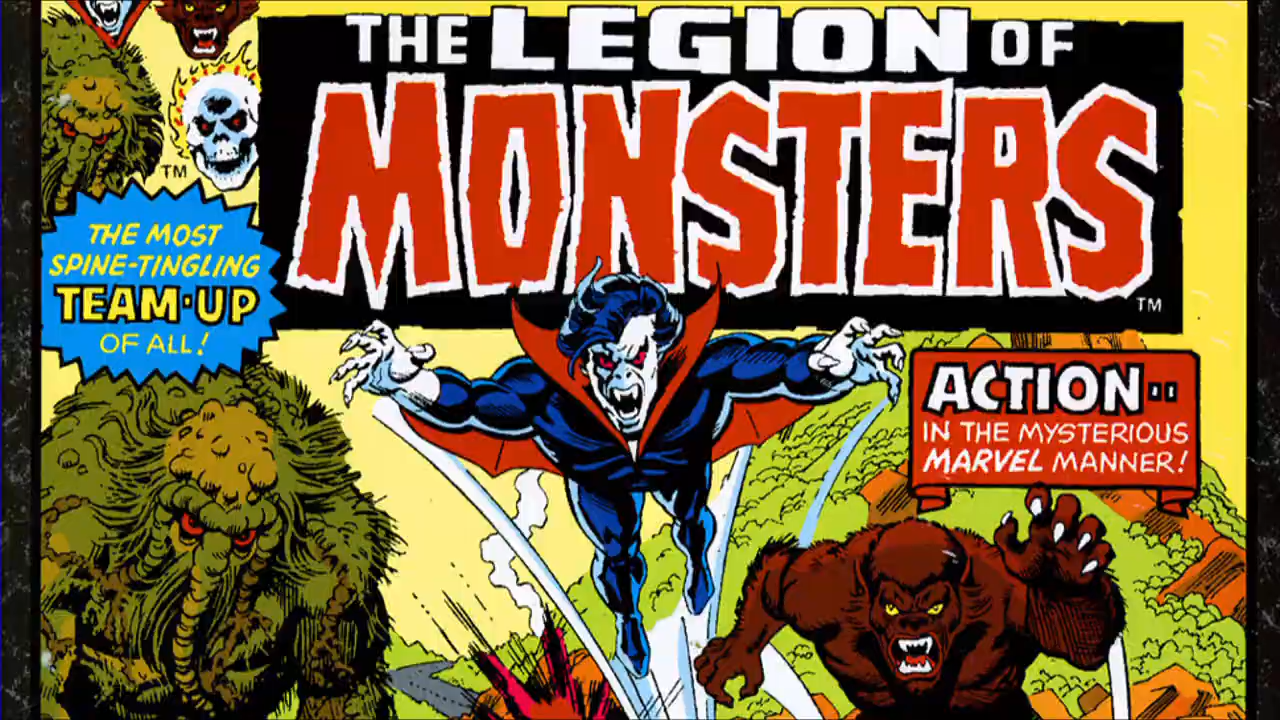 THE LEGION OF
MONSTERS
TM
TM
THE MOST
SPINE-TINGLING
TEAM-UP
OF ALL!
ACTION..
IN THE MYSTERIOUS
MARVEL MANNER!